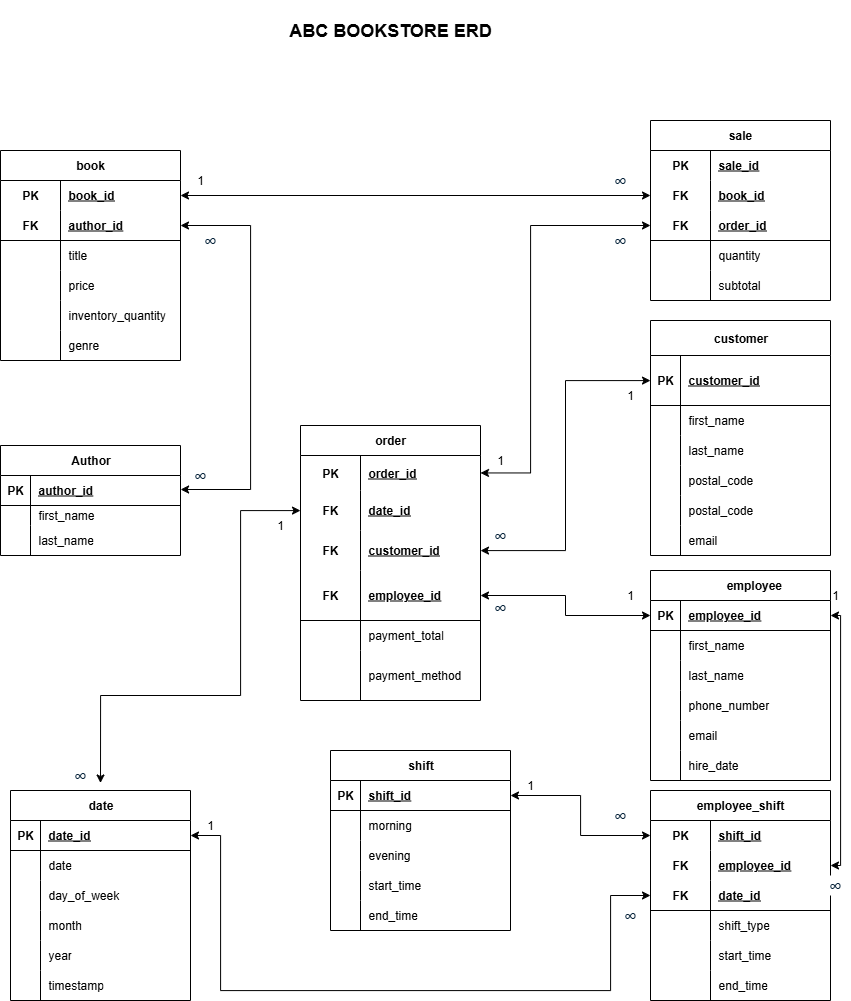 ABC BOOKSTORE ERD
book
PK book_id
FK author_id
title
price
inventory_quantity
genre
1
∞
sale
PK sale_id
FK book_id
FK order_id
quantity
subtotal
∞
∞
customer
PK customer_id
first_name
last_name
postal_code
postal_code
email
1
Author
PK author_id
first_name
last_name
∞
order
PK order_id
FK date_id
FK customer_id
FK employee_id
payment_total
payment_method
1
1
∞
∞
employee
PK employee_id
first_name
last_name
phone_number
email
hire_date
1
1
shift
PK shift_id
morning
evening
start_time
end_time
1
date
PK date_id
date
day_of_week
month
year
timestamp
∞
1
employee_shift
PK shift_id
FK employee_id
FK date_id
shift_type
start_time
end_time
∞
∞
∞